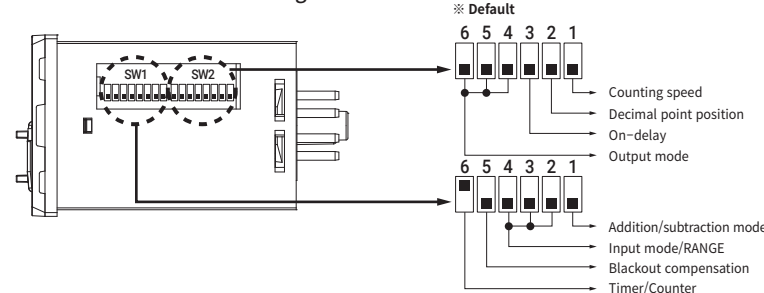 ※ Default
SW1 SW2
6 5 4 3 2 1
Counting speed
Decimal point position
On-delay
Output mode
6 5 4 3 2 1
Addition/subtraction mode
Input mode/RANGE
Blackout compensation
Timer/Counter